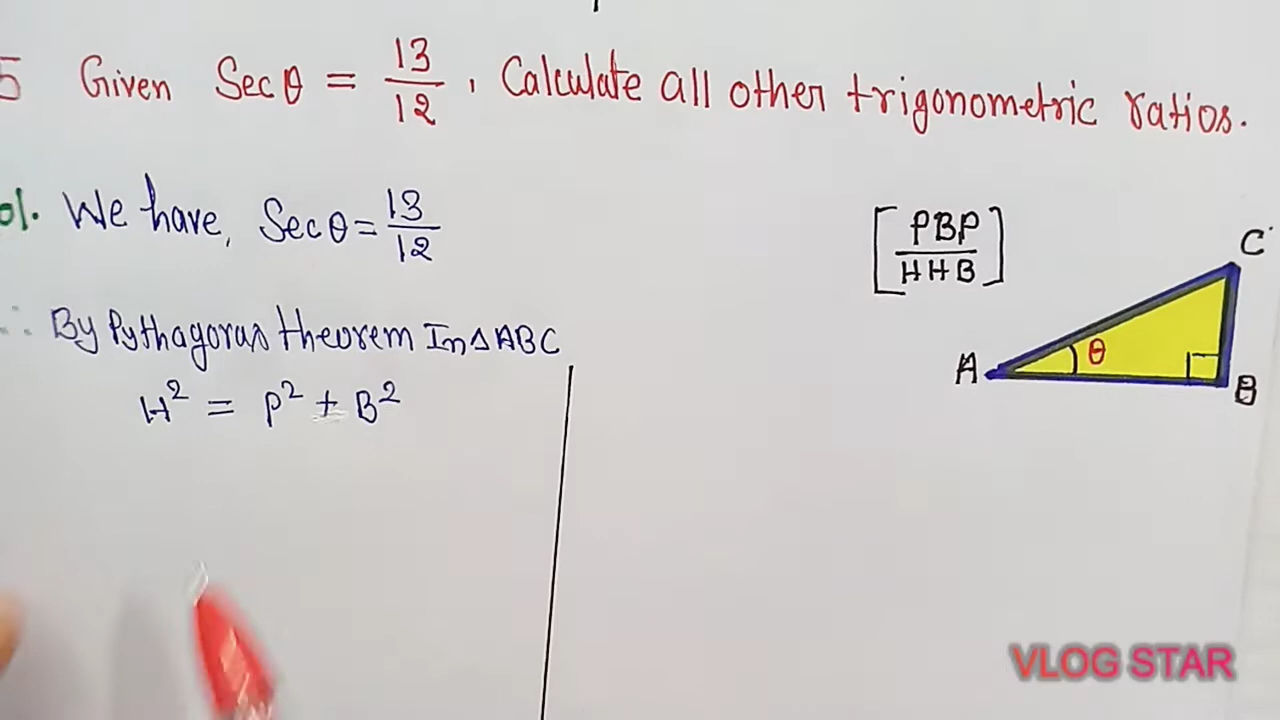 5 Given Sec θ = 13/12, Calculate all other trigonometric ratios.
ol. We have, Sec θ = 13/12
∴ By Pythagoras theorem In △ ABC
H² = P² + B²
[PBP/HHB]
C
A θ B
VLOG STAR